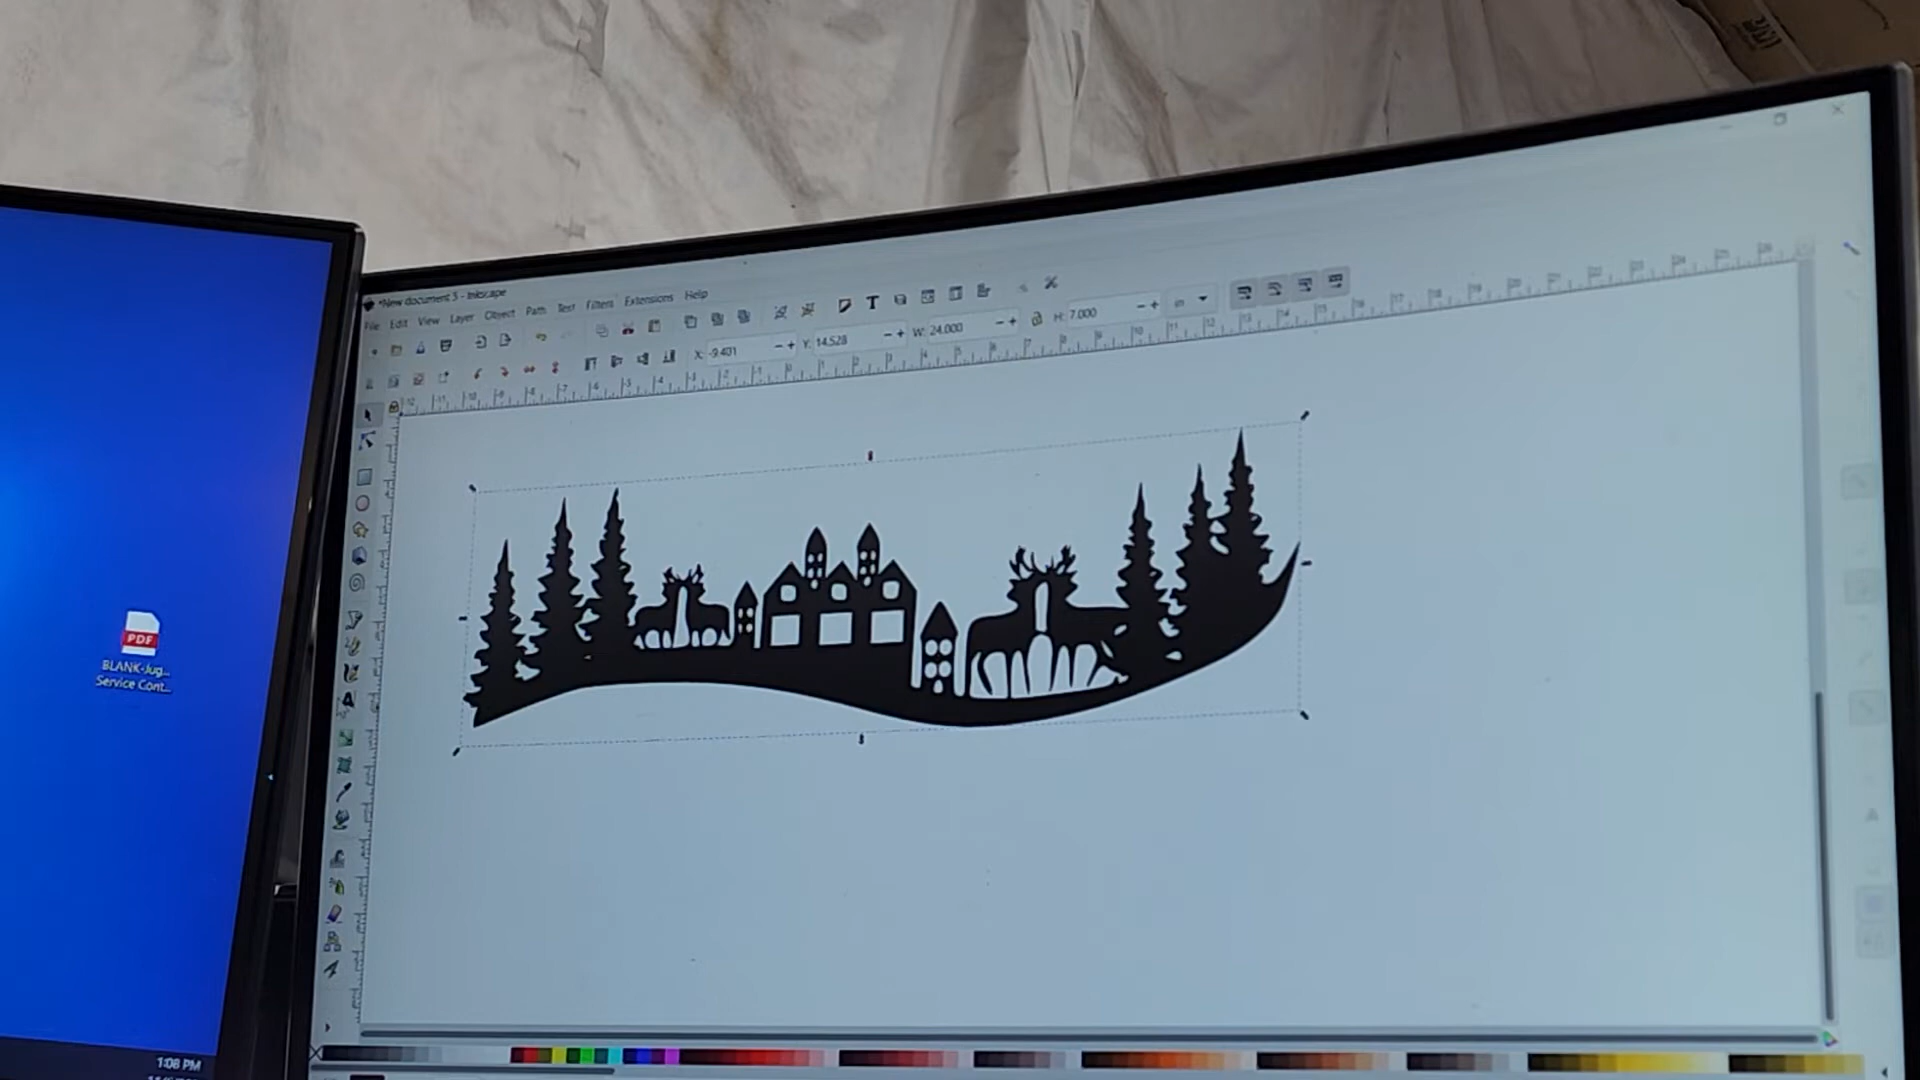 *New document 5 - Inkscape
File Edit View Layer Object Path Text Filters Extensions Help
X: -9.401 Y: 14.528 W: 24.000 H: 7.000 in
PDF
BLANK-Jug...
Service Cont...
1:08 PM